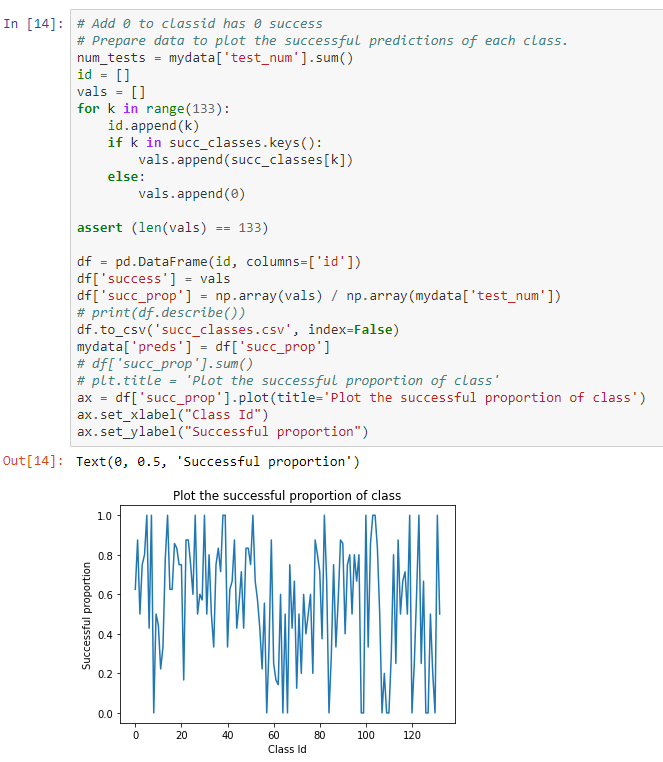 In [14]: # Add 0 to classid has 0 success
# Prepare data to plot the successful predictions of each class.
num_tests = mydata['test_num'].sum()
id = []
vals = []
for k in range(133):
    id.append(k)
    if k in succ_classes.keys():
        vals.append(succ_classes[k])
    else:
        vals.append(0)

assert (len(vals) == 133)

df = pd.DataFrame(id, columns=['id'])
df['success'] = vals
df['succ_prop'] = np.array(vals) / np.array(mydata['test_num'])
# print(df.describe())
df.to_csv('succ_classes.csv', index=False)
mydata['preds'] = df['succ_prop']
# df['succ_prop'].sum()
# plt.title = 'Plot the successful proportion of class'
ax = df['succ_prop'].plot(title='Plot the successful proportion of class')
ax.set_xlabel("Class Id")
ax.set_ylabel("Successful proportion")
Out[14]: Text(0, 0.5, 'Successful proportion')
Plot the successful proportion of class
1.0
0.8
0.6
0.4
0.2
0.0
Successful proportion
0 20 40 60 80 100 120
Class Id